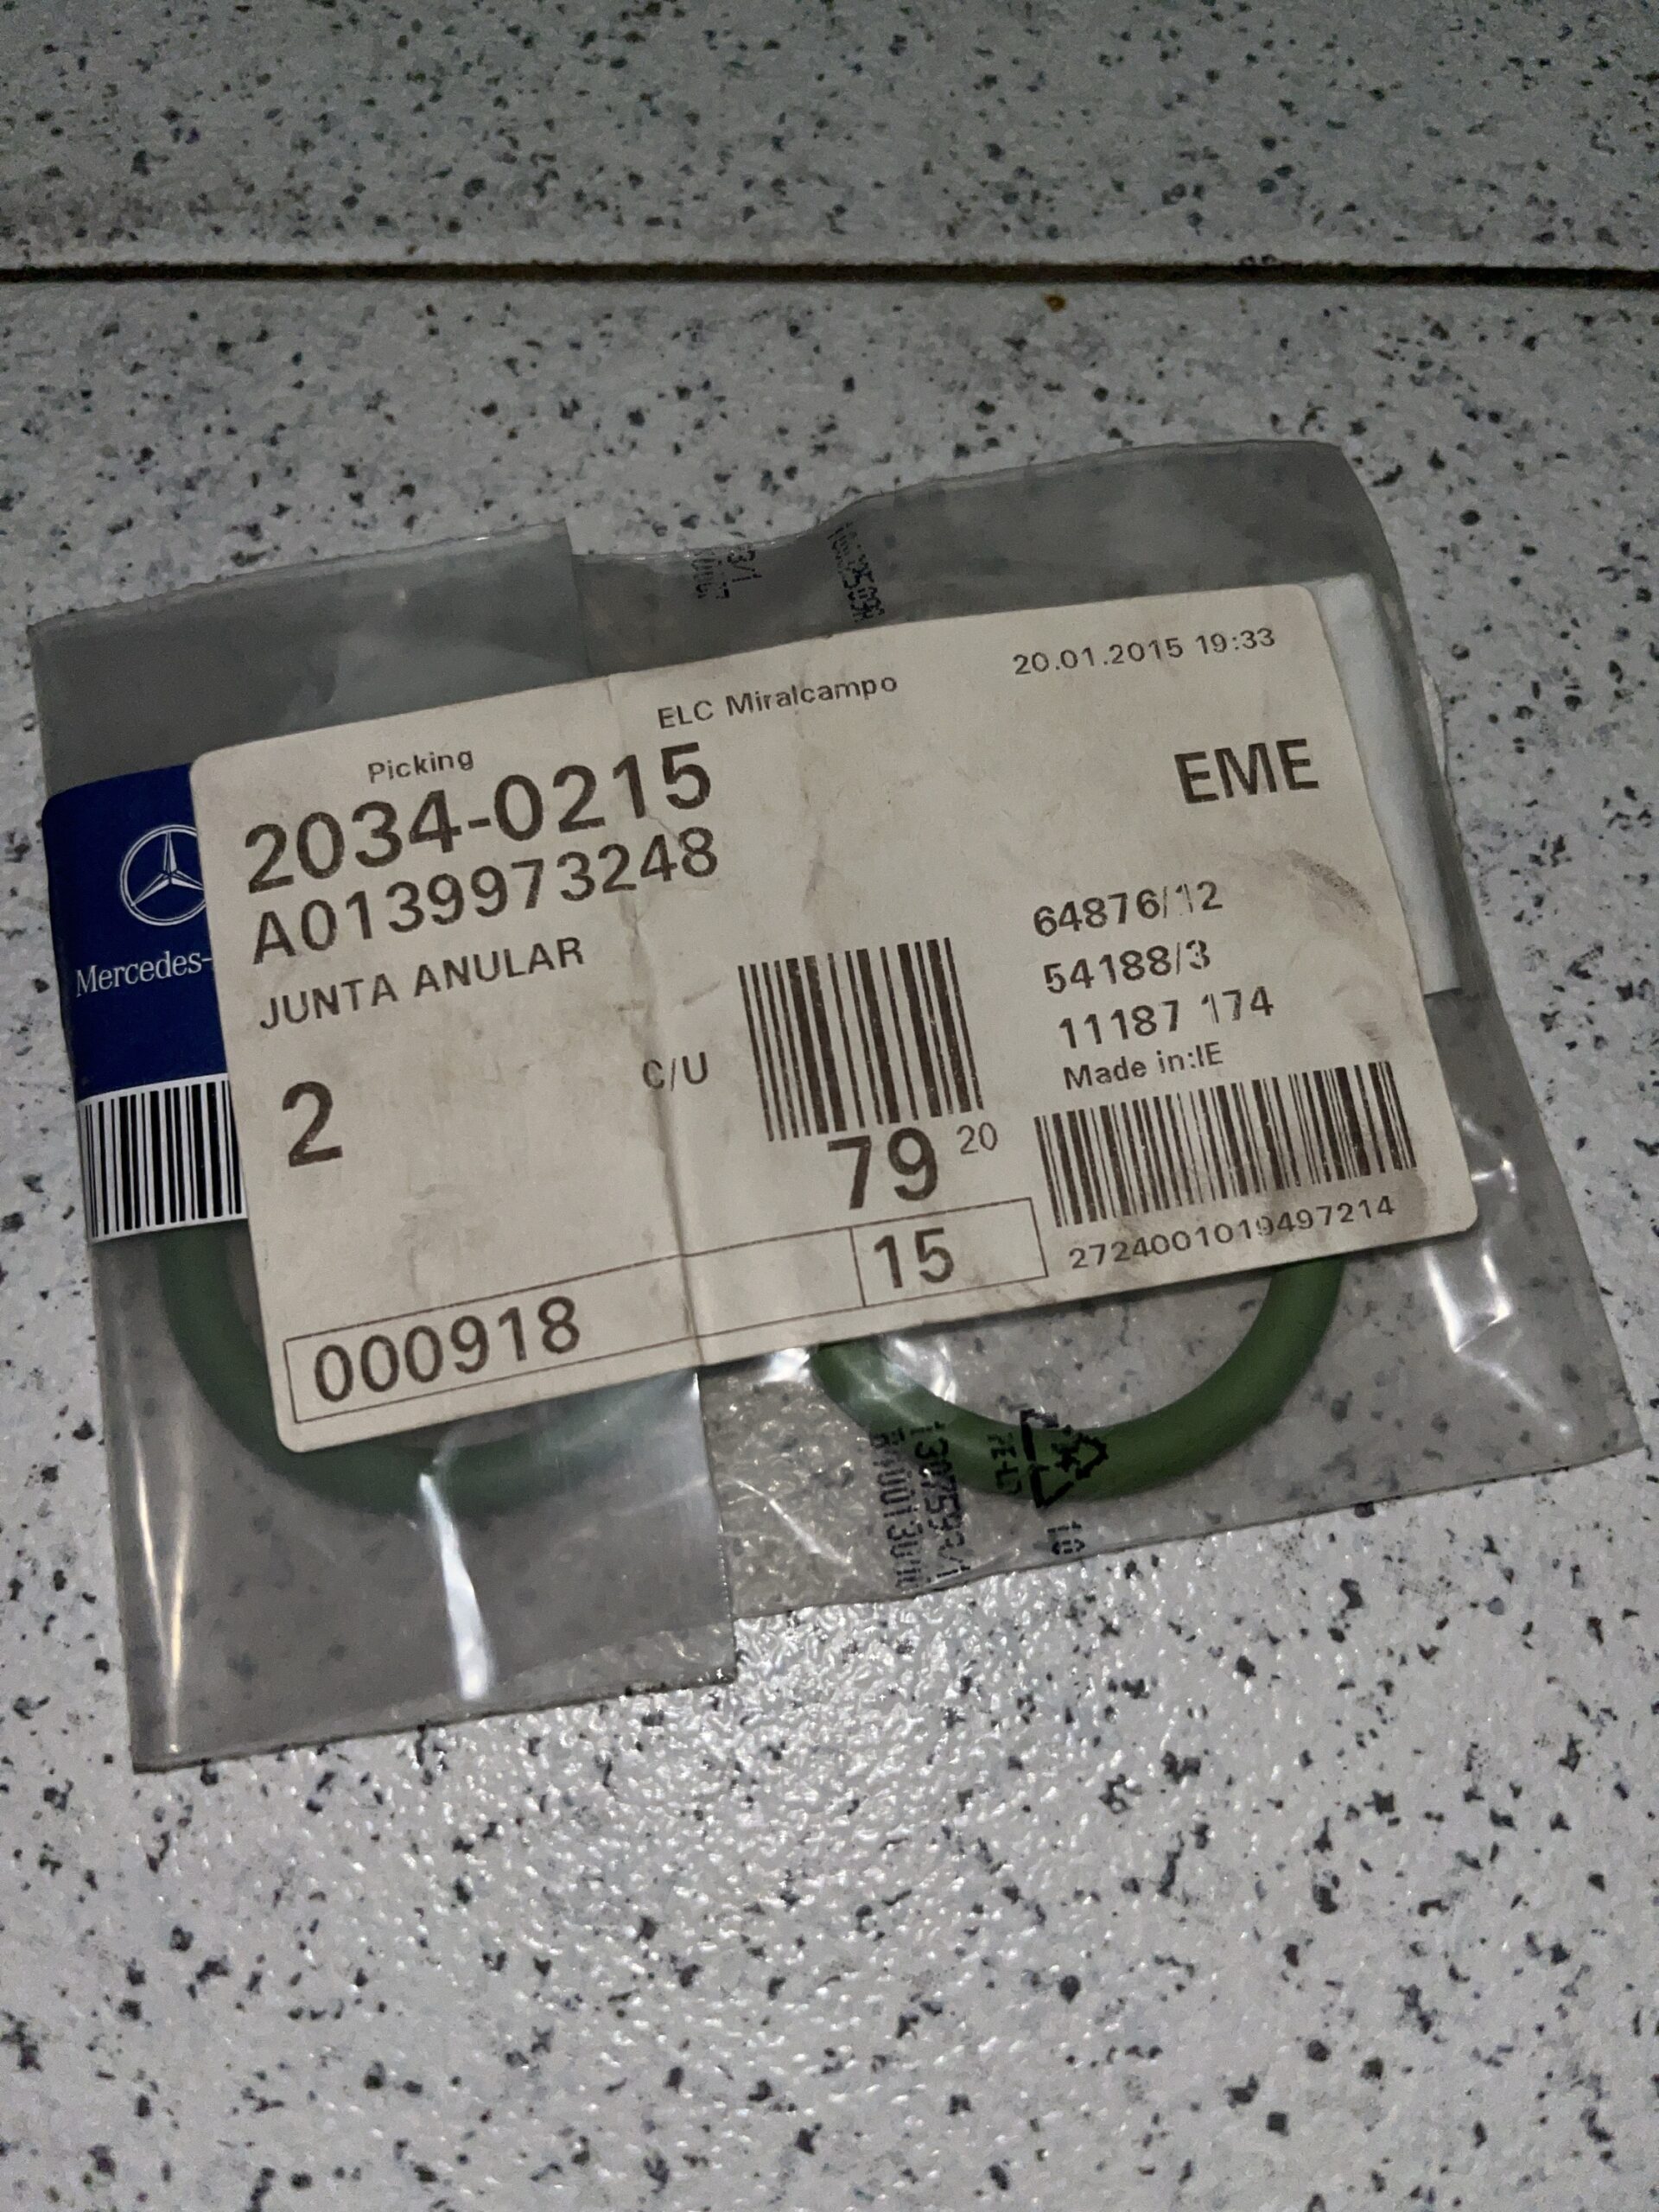 20.01.2015 19:33
ELC Miralcampo
Picking
2034-0215
EME
A0139973248
JUNTA ANULAR
Mercedes-
64876/12
54188/3
11187 174
Made in:IE
2
C/U
79 20
2724001019497214
000918
15
10